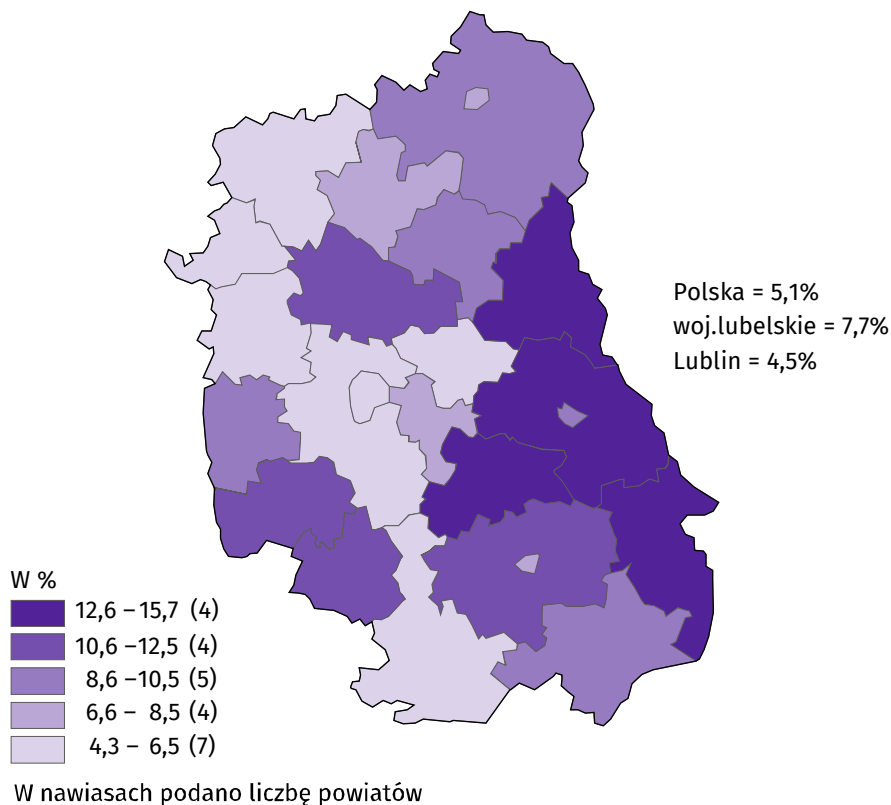 Polska = 5,1%
woj.lubelskie = 7,7%
Lublin = 4,5%
W %
12,6 – 15,7 (4)
10,6 – 12,5 (4)
8,6 – 10,5 (5)
6,6 – 8,5 (4)
4,3 – 6,5 (7)
W nawiasach podano liczbę powiatów